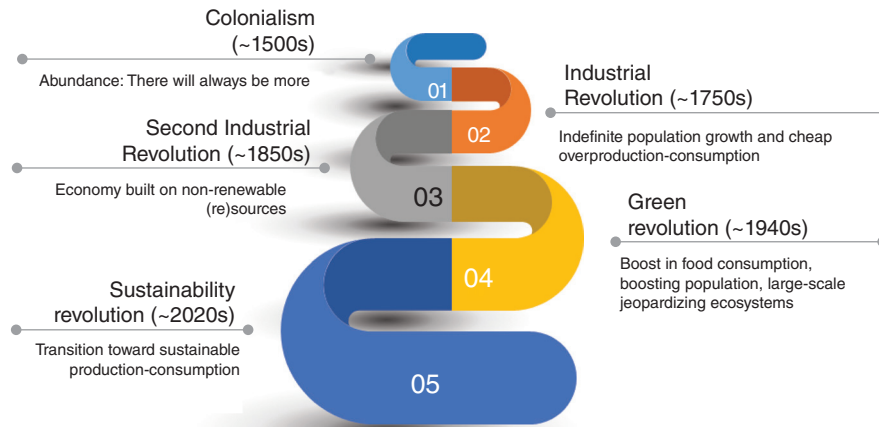 Colonialism
(~1500s)
Abundance: There will always be more
01
Industrial
Revolution (~1750s)
Indefinite population growth and cheap
overproduction-consumption
02
Second Industrial
Revolution (~1850s)
Economy built on non-renewable
(re)sources
03
Green
revolution (~1940s)
Boost in food consumption,
boosting population, large-scale
jeopardizing ecosystems
04
Sustainability
revolution (~2020s)
Transition toward sustainable
production-consumption
05